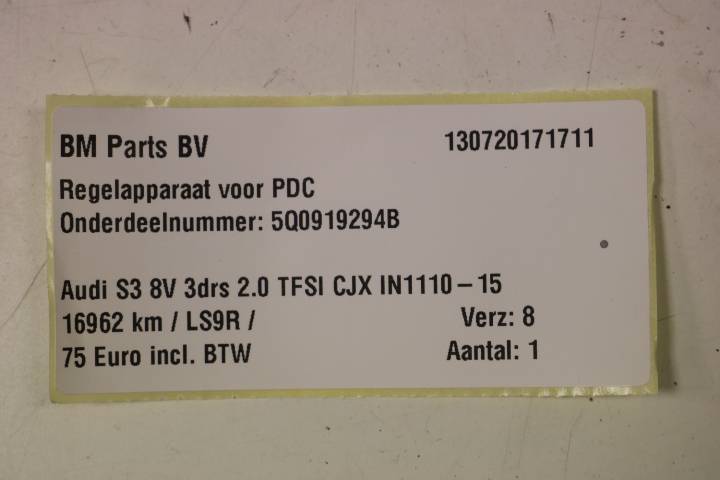 BM Parts BV 130720171711
Regelapparaat voor PDC
Onderdeelnummer: 5Q0919294B
Audi S3 8V 3drs 2.0 TFSI CJX IN1110-15
16962 km / LS9R / Verz: 8
75 Euro incl. BTW Aantal: 1